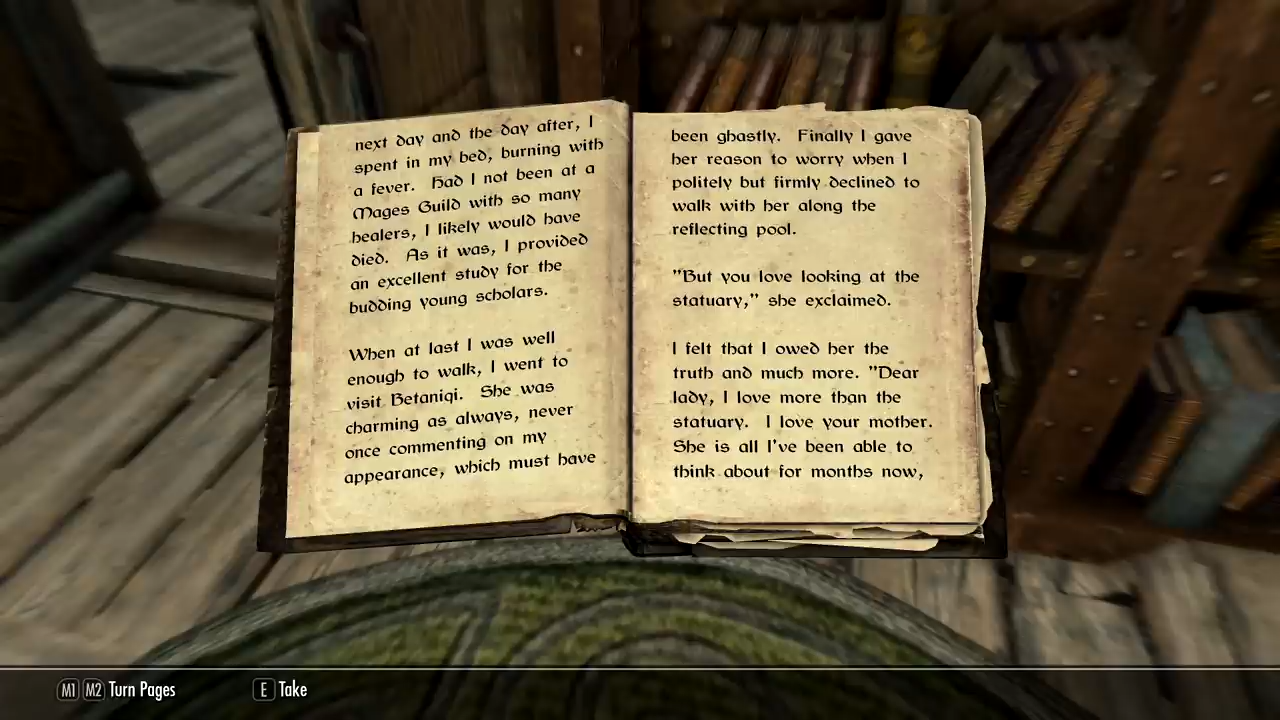 next day and the day after, I
spent in my bed, burning with
a fever.  Had I not been at a
Mages Guild with so many
healers, I likely would have
died.  As it was, I provided
an excellent study for the
budding young scholars.
When at last I was well
enough to walk, I went to
visit Betaniqi.  She was
charming as always, never
once commenting on my
appearance, which must have
been ghastly.  Finally I gave
her reason to worry when I
politely but firmly declined to
walk with her along the
reflecting pool.
"But you love looking at the
statuary," she exclaimed.
I felt that I owed her the
truth and much more. "Dear
lady, I love more than the
statuary.  I love your mother.
She is all I've been able to
think about for months now,
M1 M2 Turn Pages
E Take